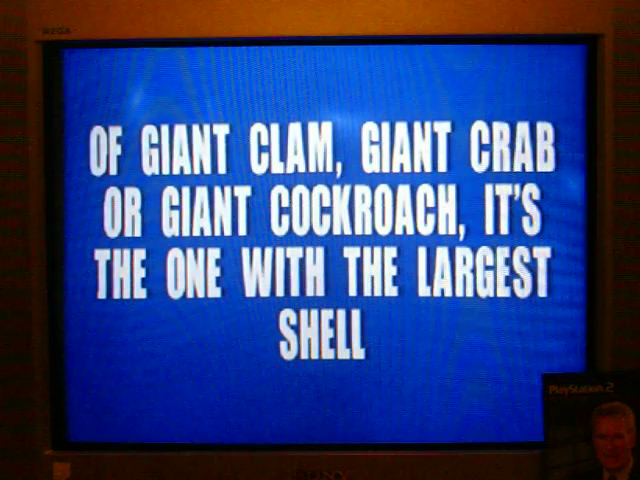 OF GIANT CLAM, GIANT CRAB
OR GIANT COCKROACH, IT'S
THE ONE WITH THE LARGEST
SHELL
PlayStation 2